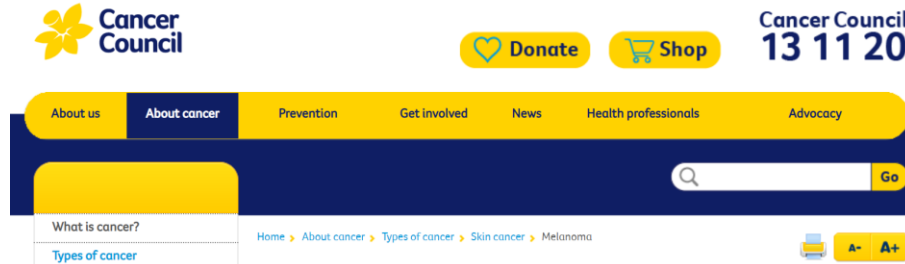 Cancer
Council
Donate
Shop
Cancer Council
13 11 20
About us
About cancer
Prevention
Get involved
News
Health professionals
Advocacy
Go
What is cancer?
Types of cancer
Home > About cancer > Types of cancer > Skin cancer > Melanoma
A- A+